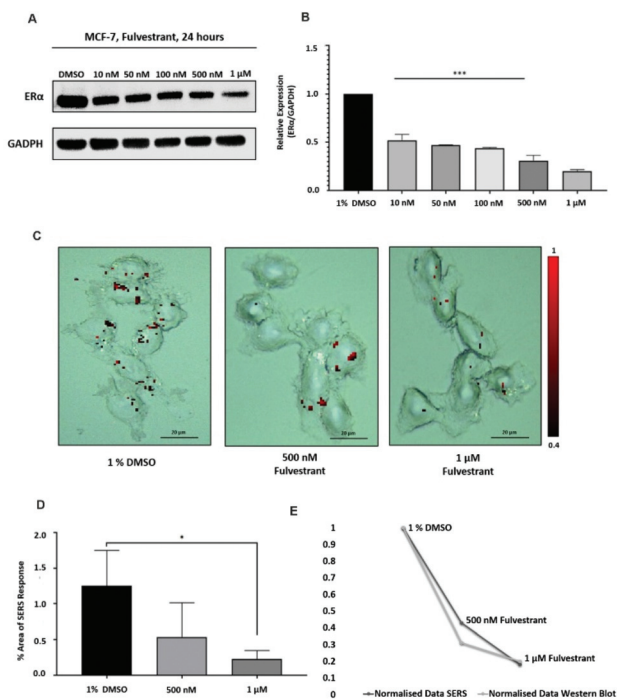 A
MCF-7, Fulvestrant, 24 hours
DMSO 10 nM 50 nM 100 nM 500 nM 1 µM
ERα
GADPH
B
Relative Expression
(ERα/GAPDH)
1.5
1.0
0.5
0.0
***
1% DMSO 10 nM 50 nM 100 nM 500 nM 1 µM
C
1
0.4
20 µm 20 µm 20 µm
1 % DMSO
500 nM
Fulvestrant
1 µM
Fulvestrant
D
% Area of SERS Response
2.0
1.5
1.0
0.5
0.0
*
1% DMSO 500 nM 1 µM
E
1
0.9
0.8
0.7
0.6
0.5
0.4
0.3
0.2
0.1
0
1 % DMSO
500 nM Fulvestrant
1 µM Fulvestrant
Normalised Data SERS Normalised Data Western Blot